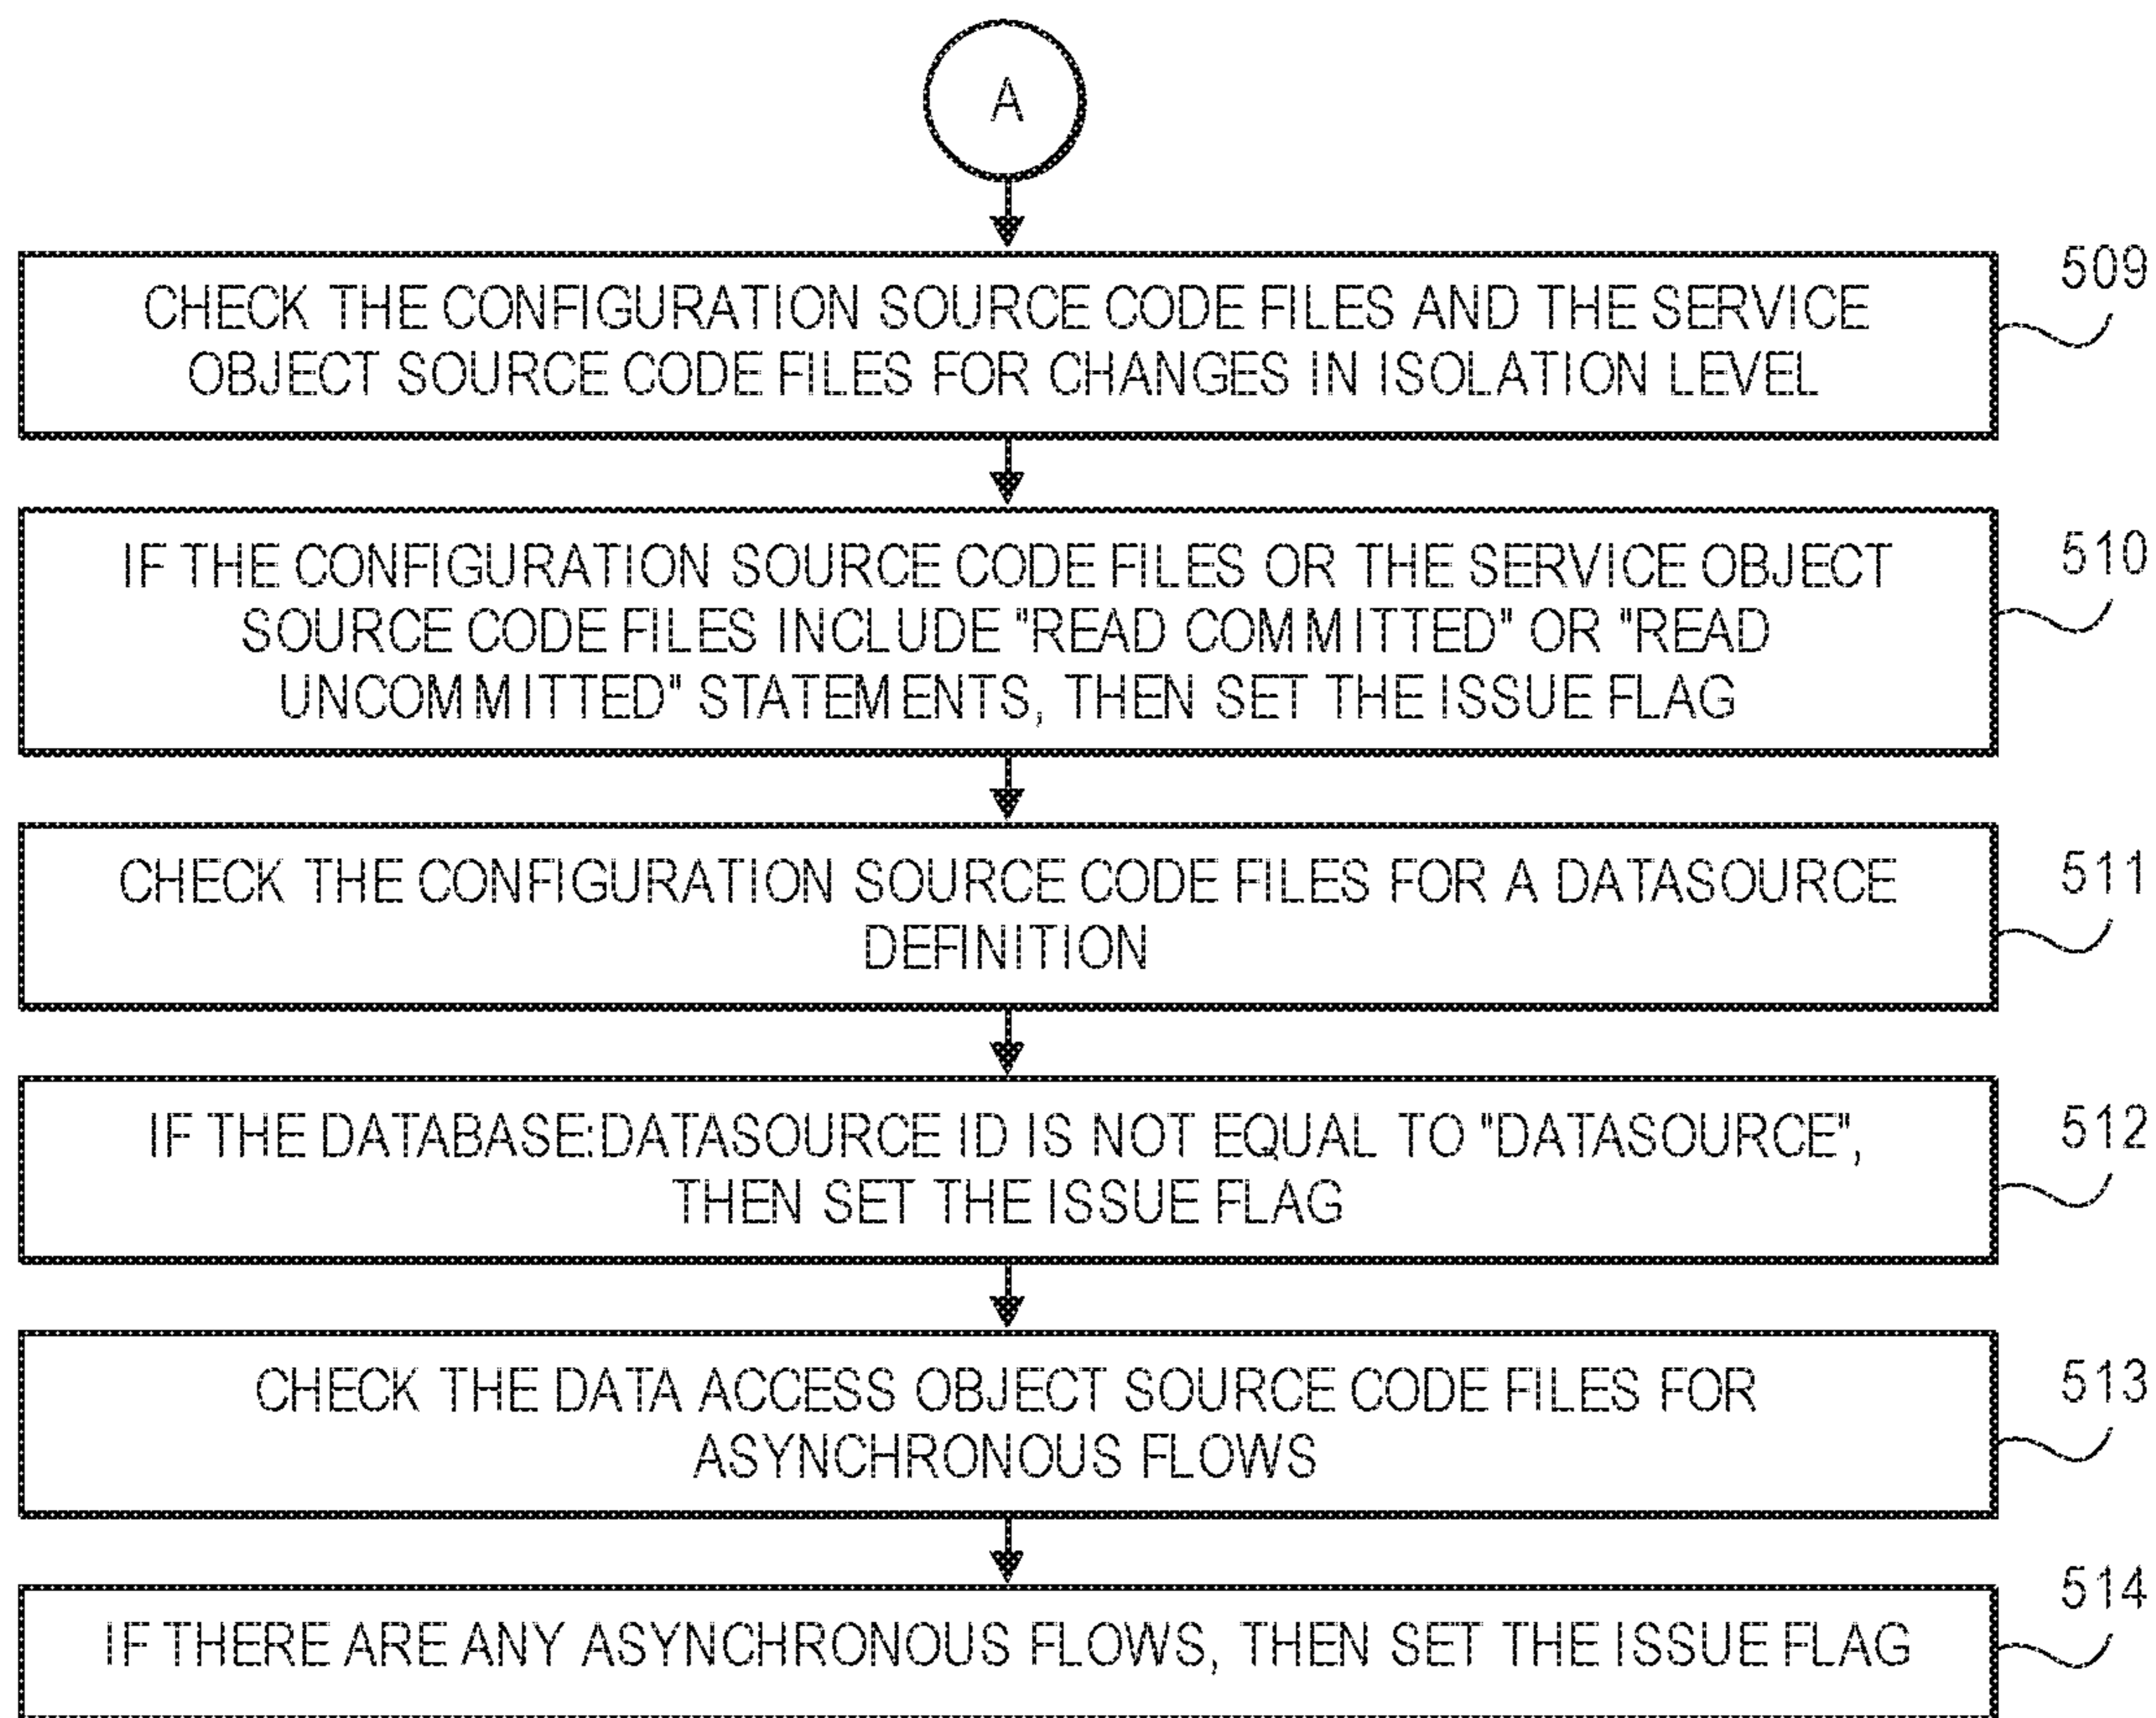 A
CHECK THE CONFIGURATION SOURCE CODE FILES AND THE SERVICE
OBJECT SOURCE CODE FILES FOR CHANGES IN ISOLATION LEVEL
509
IF THE CONFIGURATION SOURCE CODE FILES OR THE SERVICE OBJECT
SOURCE CODE FILES INCLUDE "READ COMMITTED" OR "READ
UNCOMMITTED" STATEMENTS, THEN SET THE ISSUE FLAG
510
CHECK THE CONFIGURATION SOURCE CODE FILES FOR A DATASOURCE
DEFINITION
511
IF THE DATABASE:DATASOURCE ID IS NOT EQUAL TO "DATASOURCE",
THEN SET THE ISSUE FLAG
512
CHECK THE DATA ACCESS OBJECT SOURCE CODE FILES FOR
ASYNCHRONOUS FLOWS
513
IF THERE ARE ANY ASYNCHRONOUS FLOWS, THEN SET THE ISSUE FLAG
514